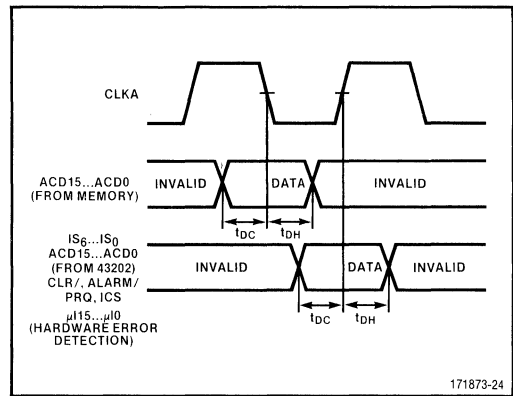 CLKA
ACD15...ACD0
(FROM MEMORY)
INVALID
DATA
INVALID
tDC
tDH
IS6...IS0
ACD15...ACD0
(FROM 43202)
CLR/, ALARM/
PRQ, ICS
µI15...µI0
(HARDWARE ERROR
DETECTION)
INVALID
DATA
INVALID
tDC
tDH
171873-24